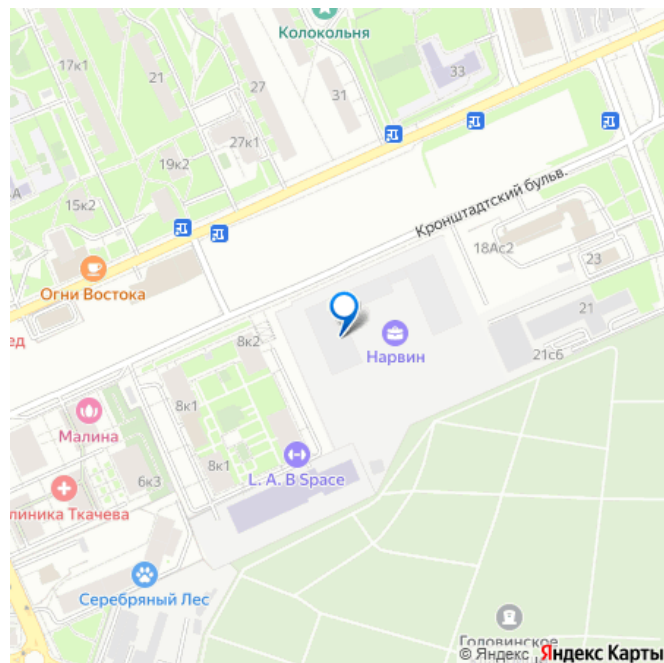 Колокольня
17к1
21
27
31
33
27к1
19к2
Д
15к2
Кронштадтский бульв.
18Ас2
23
Огни Востока
ед
21
8к2
Нарвин
21с6
8к1
Малина
8к1
6к3
L. A. B Space
линика Ткачева
Серебряный Лес
Головинское
© Яндекс Яндекс Карты